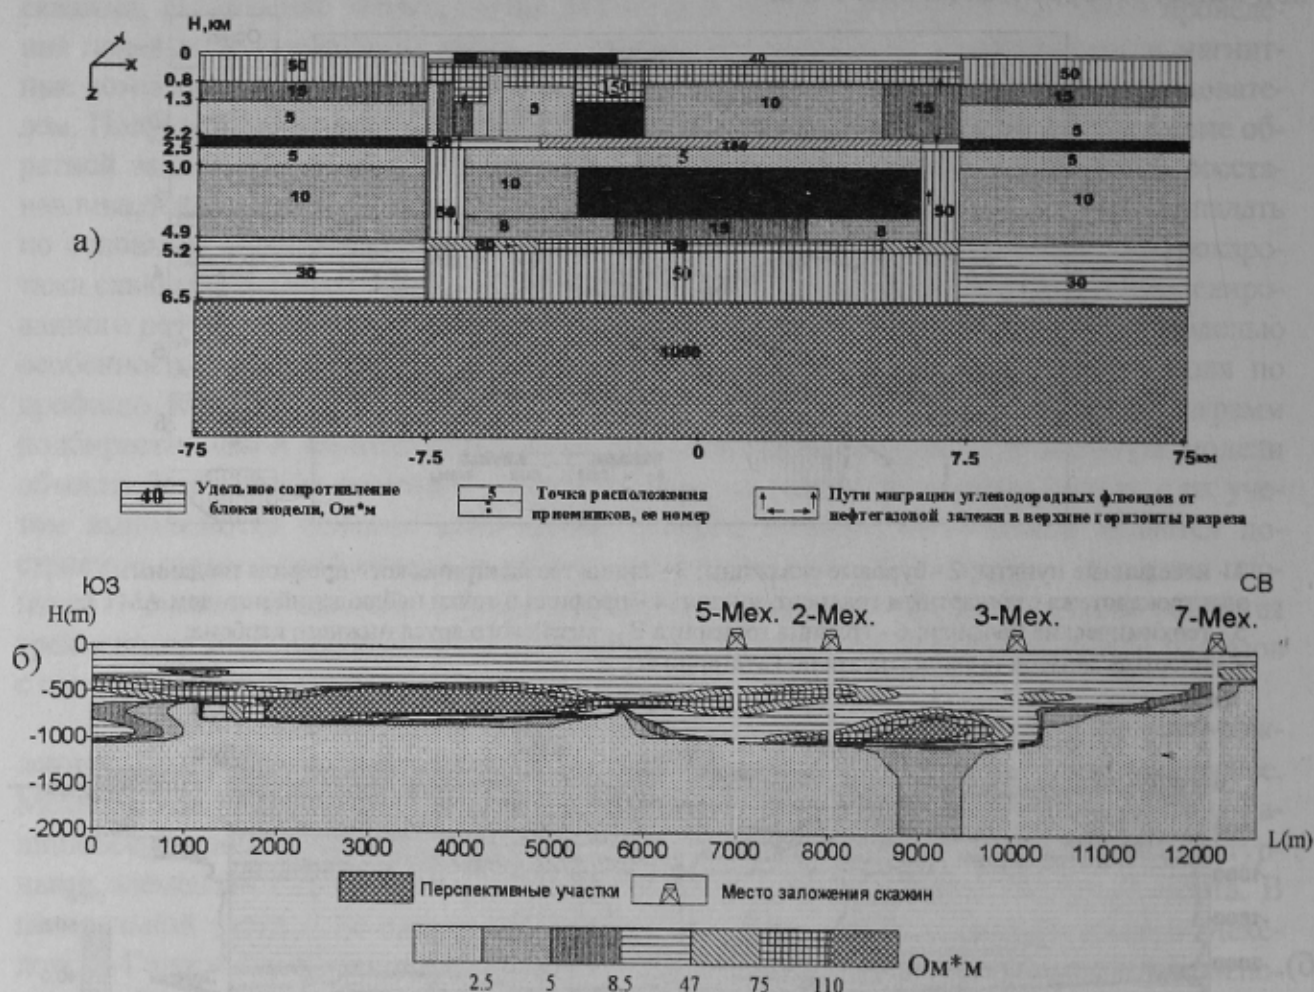 H,км
X
Z
0
50 40 50
0.8
15 150 15
1.3
5 5 10 15 5
2.2
2.5
5 5 5
3.0
10 10 10
50 50
15
4.9 8 8
а)
5.2
30 50 30
6.5
-75 -7.5 0 7.5 75км
40 Удельное сопротивление
блока модели, Ом*м
5 Точка расположения
приемников, ее номер
Пути миграции углеводородных флюидов от
нефтегазовой залежи в верхние горизонты разреза
ЮЗ СВ
H(m) 5-Мех. 2-Мех. 3-Мех. 7-Мех.
б)
0
-500
-1000
-1500
-2000
0 1000 2000 3000 4000 5000 6000 7000 8000 9000 10000 11000 12000 L(m)
Перспективные участки Место заложения скажин
Ом*м
2.5 5 8.5 47 75 110